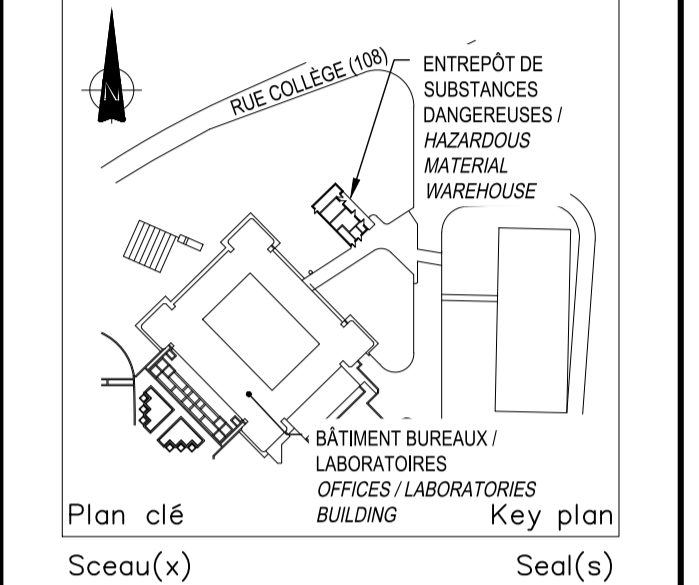 N
RUE COLLÈGE (108)
ENTREPÔT DE
SUBSTANCES
DANGEREUSES /
HAZARDOUS
MATERIAL
WAREHOUSE
BÂTIMENT BUREAUX /
LABORATOIRES
OFFICES / LABORATORIES
BUILDING
Plan clé
Key plan
Sceau(x)
Seal(s)